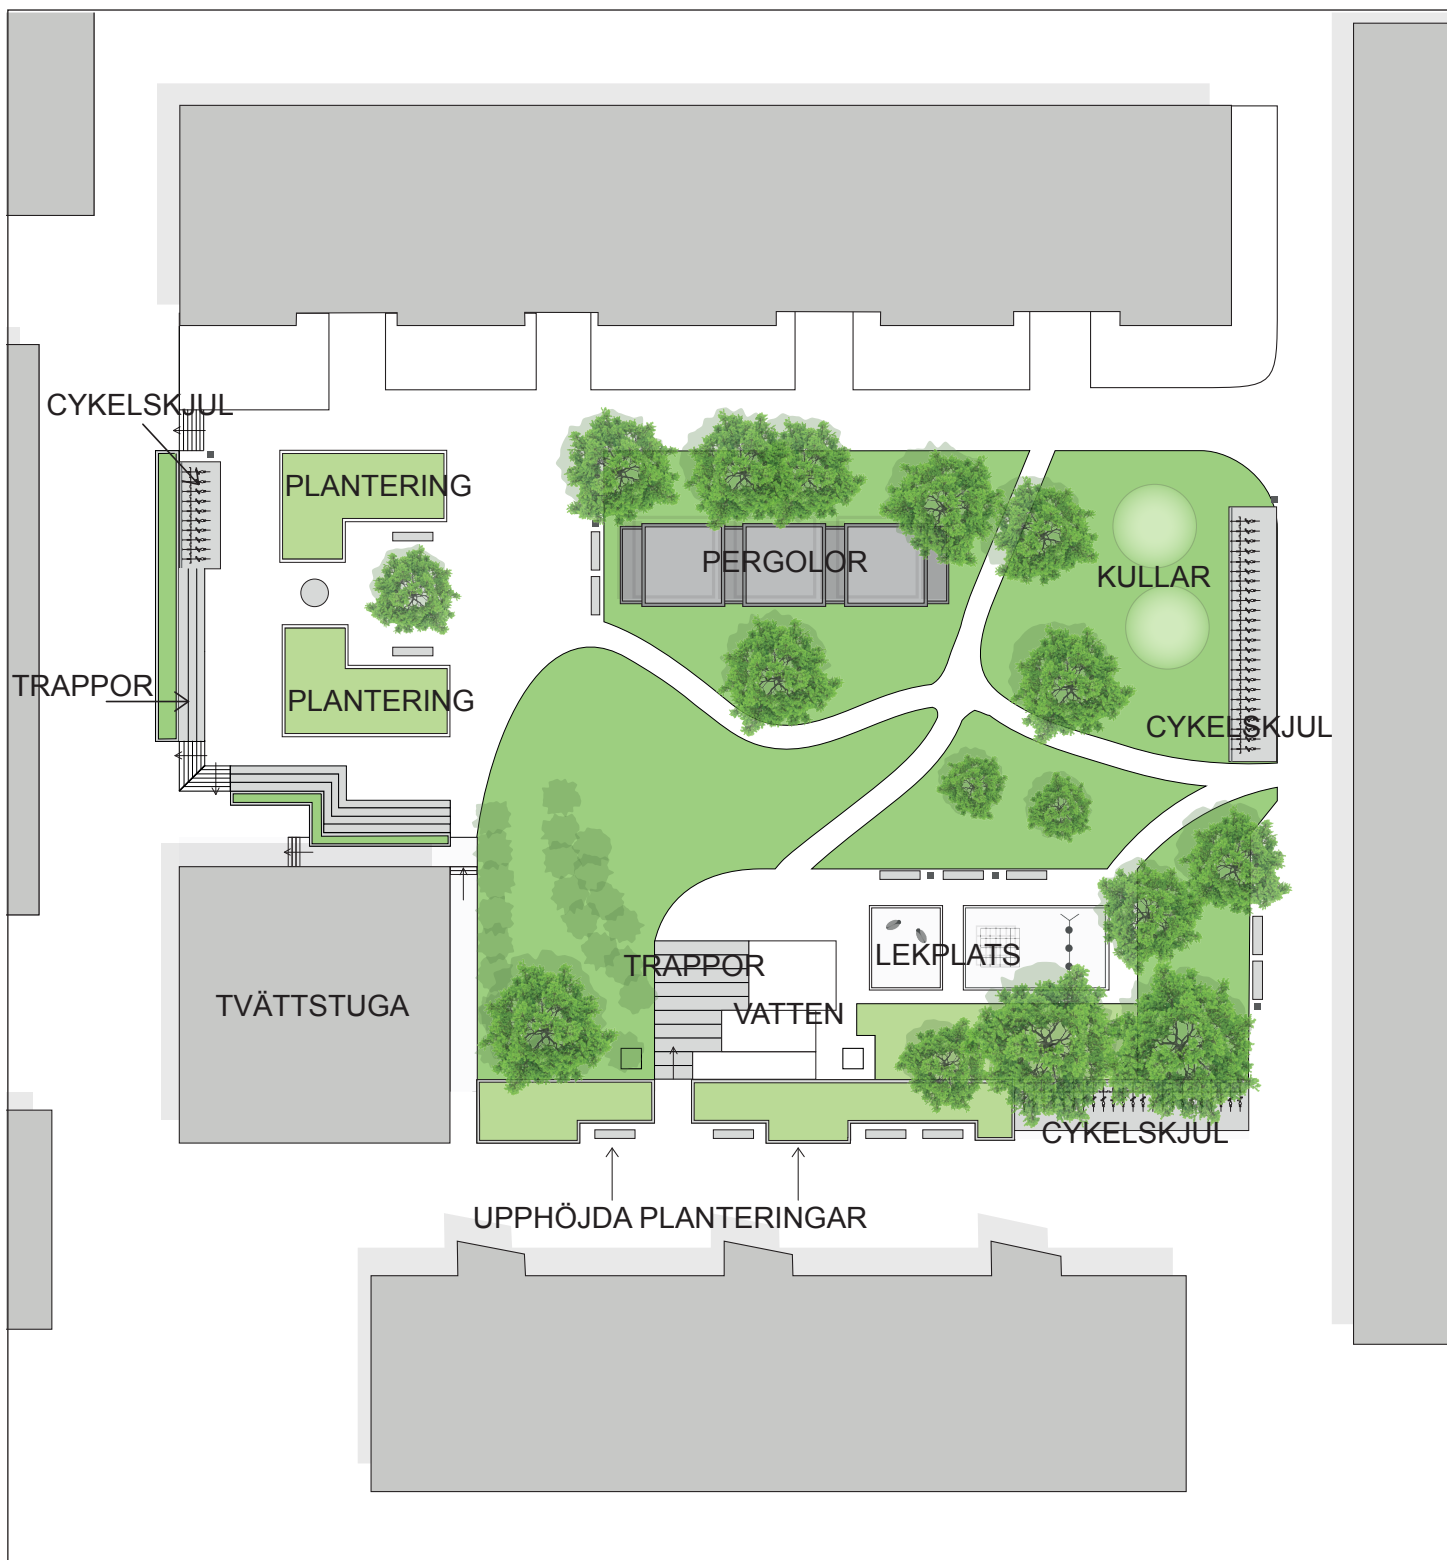 CYKELSKJUL
PLANTERING
PERGOLOR
KULLAR
TRAPPOR
PLANTERING
CYKELSKJUL
TRAPPOR
LEKPLATS
TVÄTTSTUGA
VATTEN
CYKELSKJUL
UPPHÖJDA PLANTERINGAR